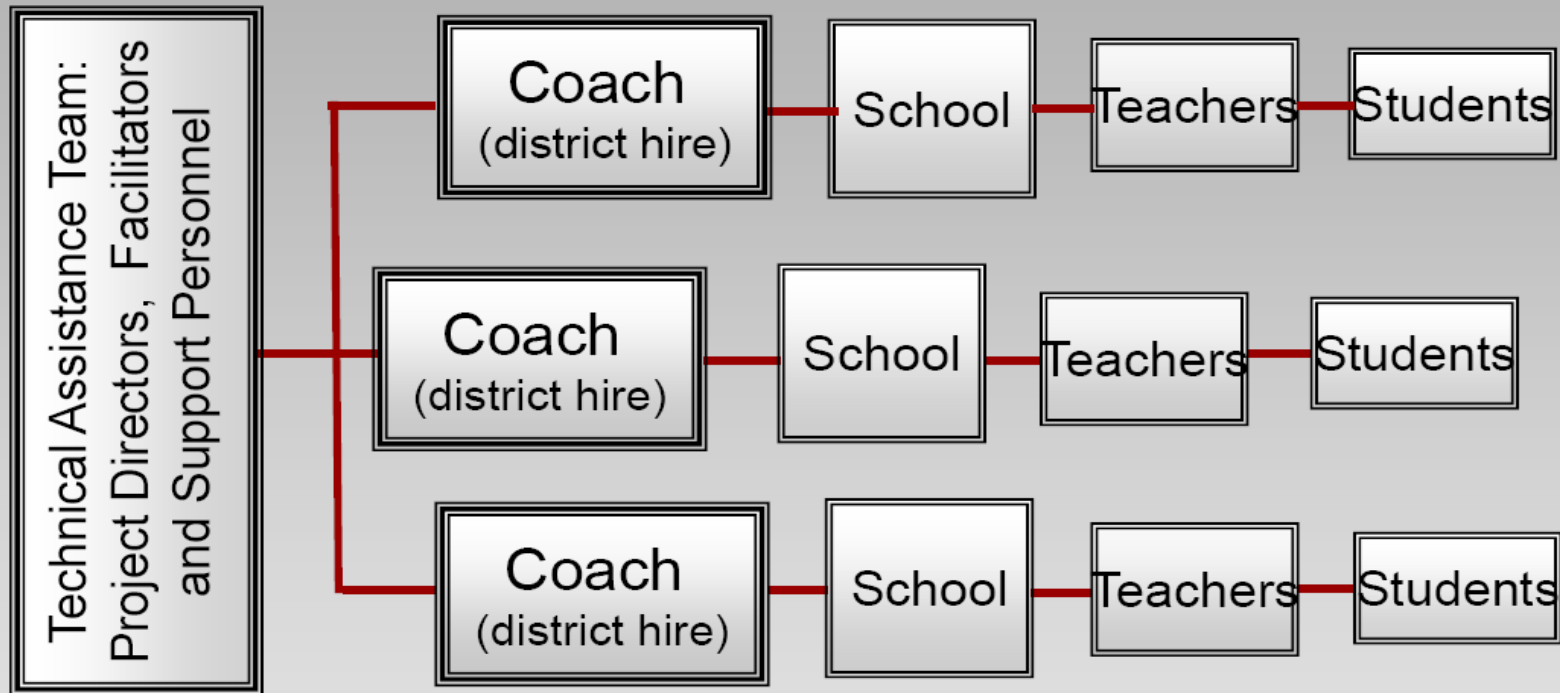 Technical Assistance Team:
Project Directors, Facilitators
and Support Personnel
Coach
(district hire)
School
Teachers
Students
Coach
(district hire)
School
Teachers
Students
Coach
(district hire)
School
Teachers
Students